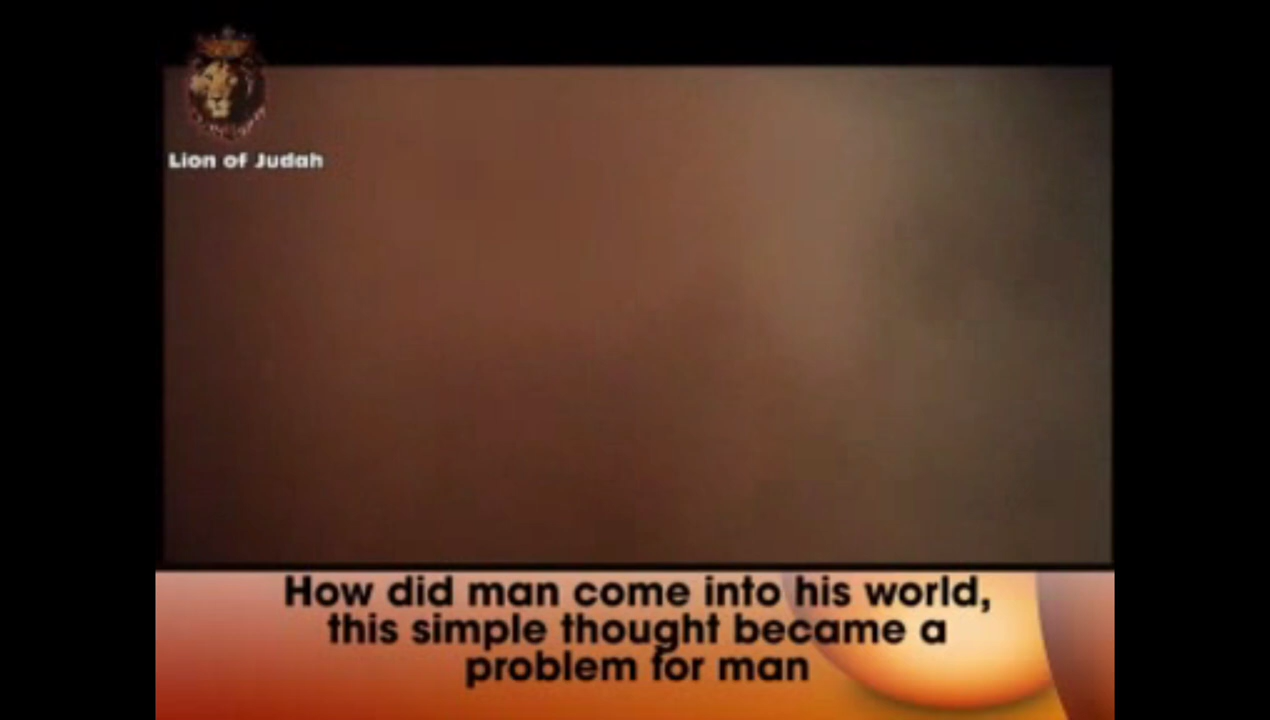 Lion of Judah
How did man come into his world,
this simple thought became a
problem for man